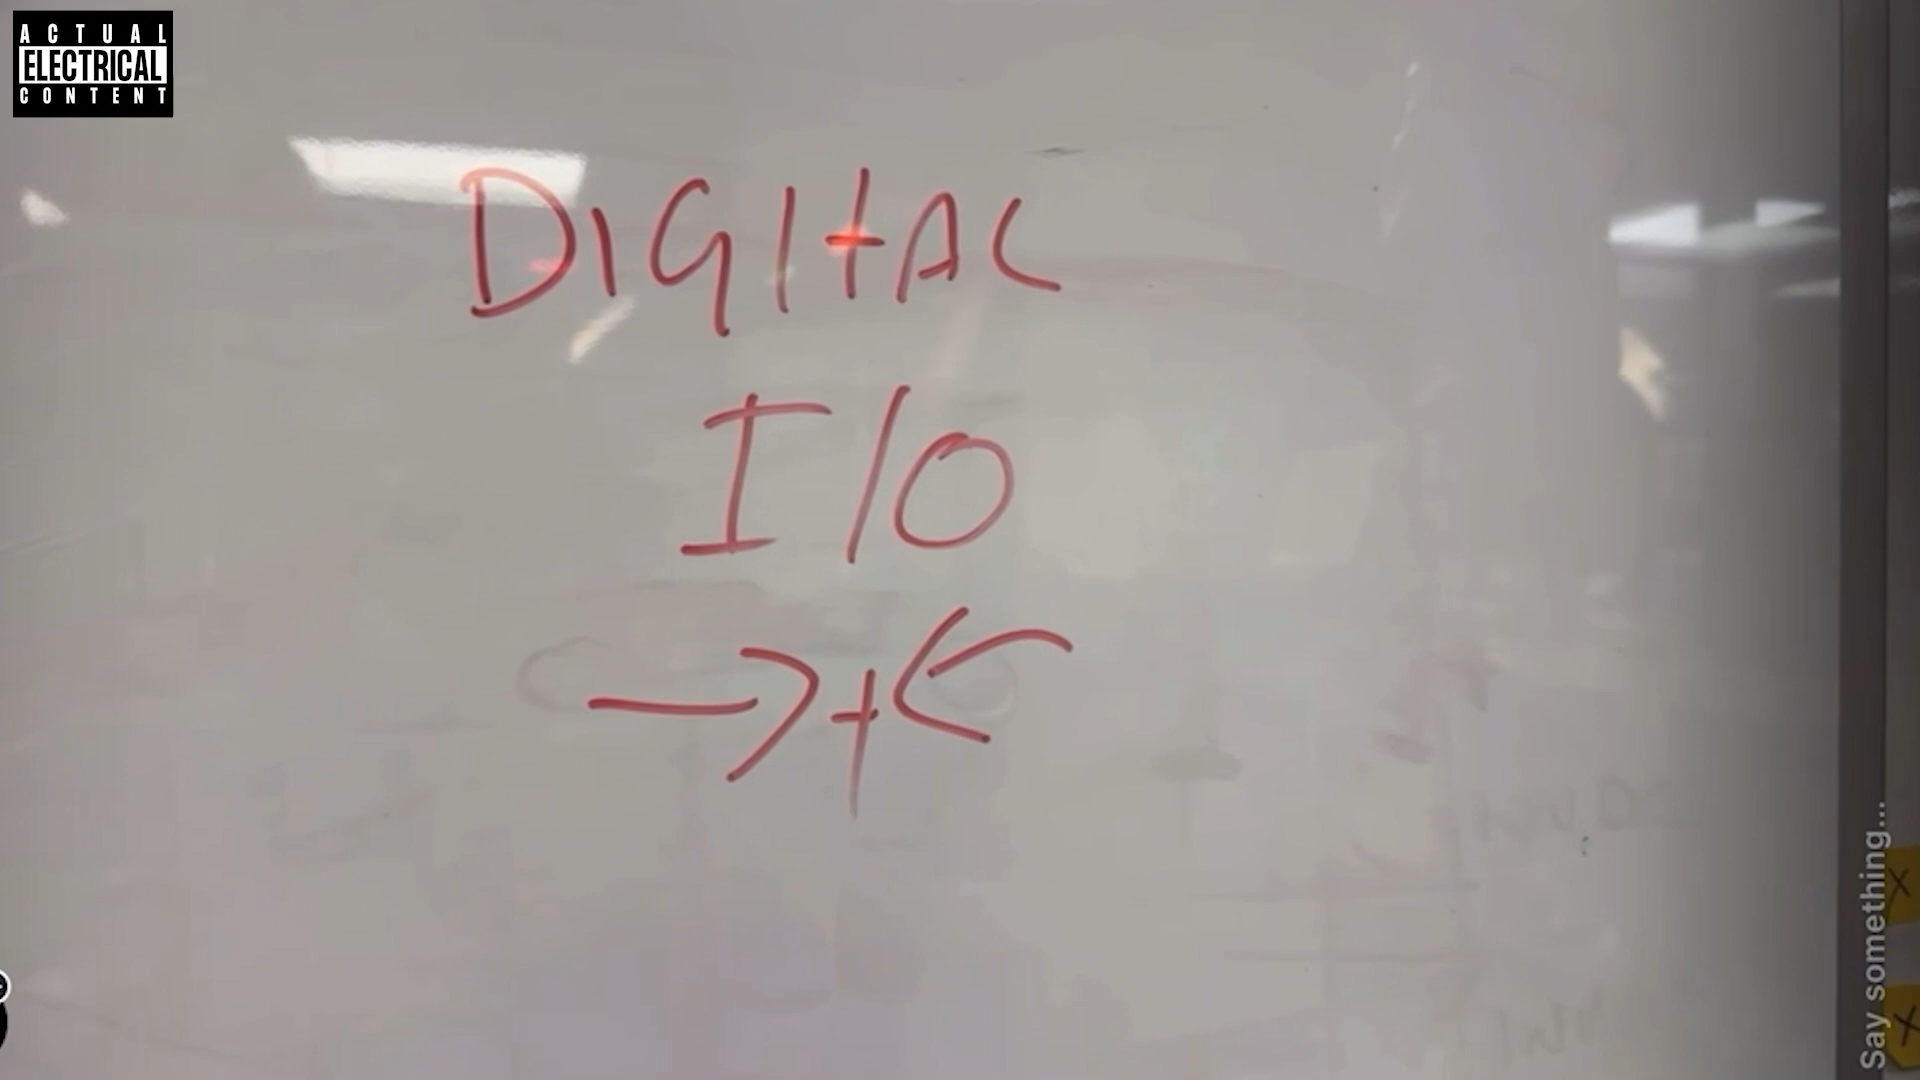 ACTUAL
ELECTRICAL
CONTENT
DIGITAL
I/O
→+←
Say something...